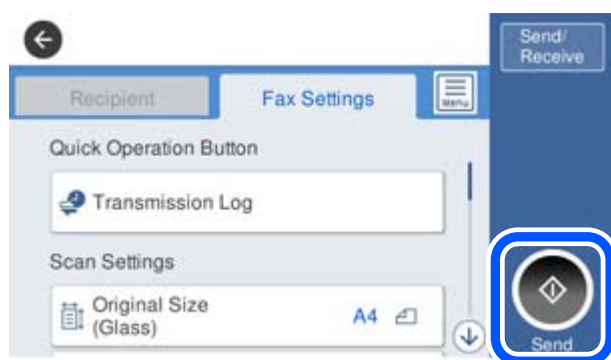 Send/
Receive
Recipient
Fax Settings
Menu
Quick Operation Button
Transmission Log
Scan Settings
Original Size
(Glass)
A4
Send